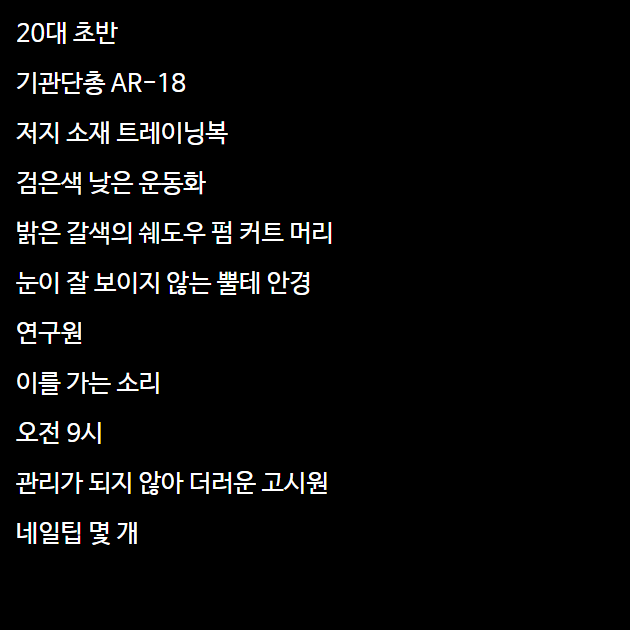 20대 초반
기관단총 AR-18
저지 소재 트레이닝복
검은색 낮은 운동화
밝은 갈색의 쉐도우 펌 커트 머리
눈이 잘 보이지 않는 뿔테 안경
연구원
이를 가는 소리
오전 9시
관리가 되지 않아 더러운 고시원
네일팁 몇 개